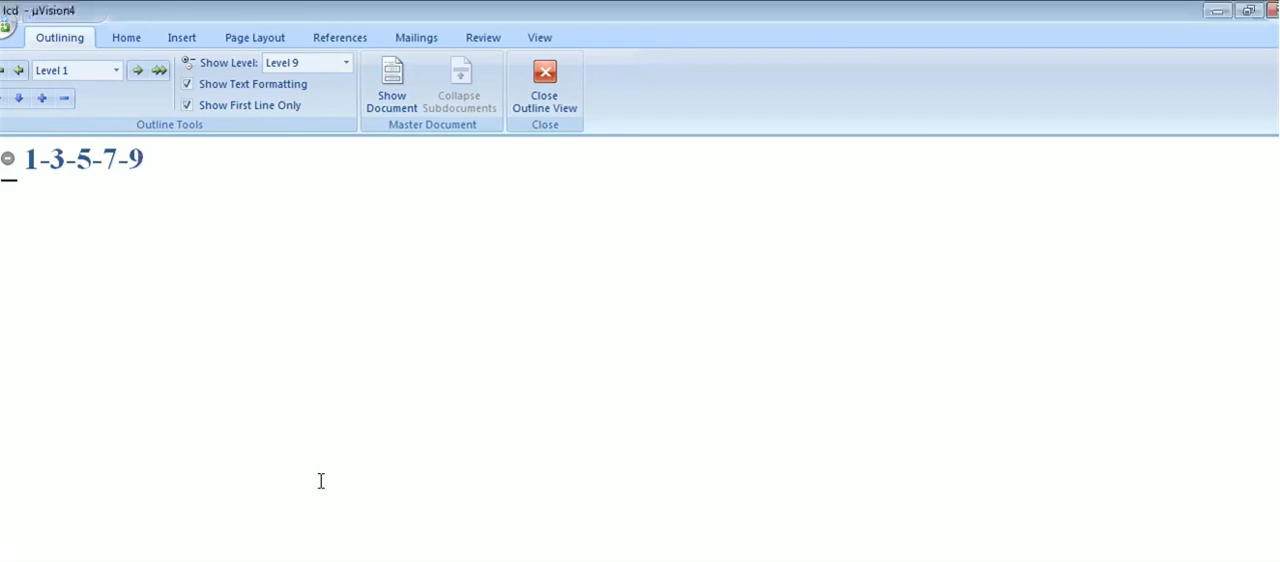 lcd - µVision4
Outlining Home Insert Page Layout References Mailings Review View
Level 1 Show Level: Level 9
Show Text Formatting
Show First Line Only
Show Document
Collapse Subdocuments
Close Outline View
Outline Tools Master Document Close
1-3-5-7-9